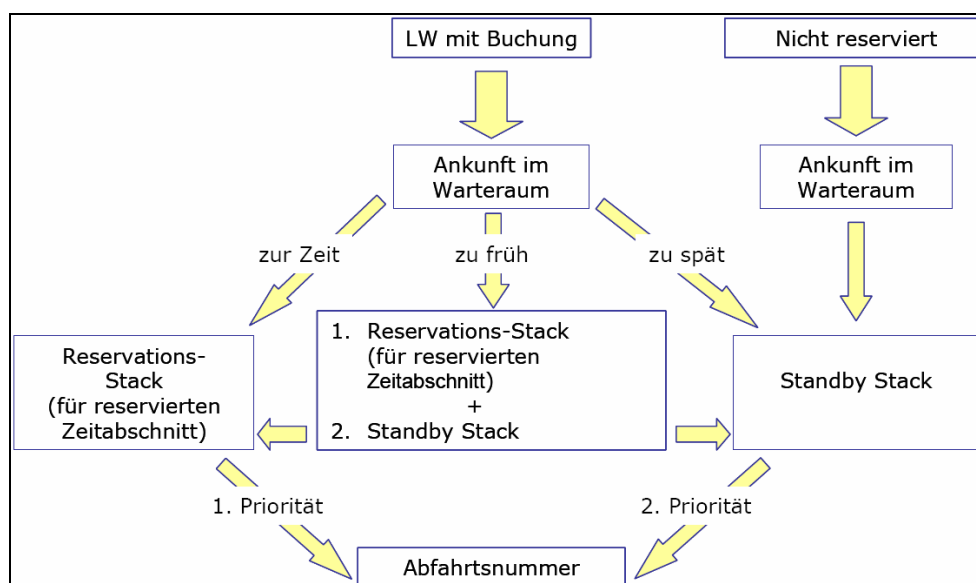 LW mit Buchung
Nicht reserviert
Ankunft im
Warteraum
Ankunft im
Warteraum
zur Zeit
zu früh
zu spät
Reservations-
Stack
(für reservierten
Zeitabschnitt)
1. Reservations-Stack
(für reservierten
Zeitabschnitt)
+
2. Standby Stack
Standby Stack
1. Priorität
2. Priorität
Abfahrtsnummer